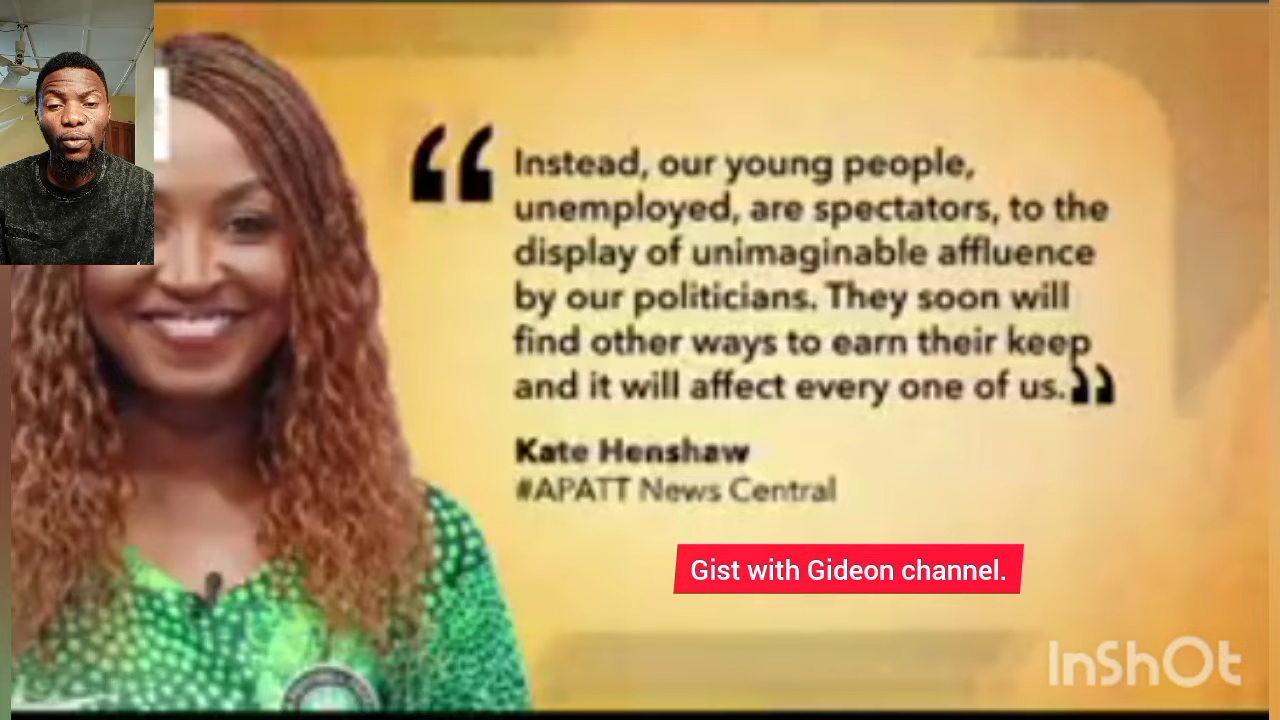 “ Instead, our young people,
unemployed, are spectators, to the
display of unimaginable affluence
by our politicians. They soon will
find other ways to earn their keep
and it will affect every one of us.”
Kate Henshaw
#APATT News Central
Gist with Gideon channel.
InShOt